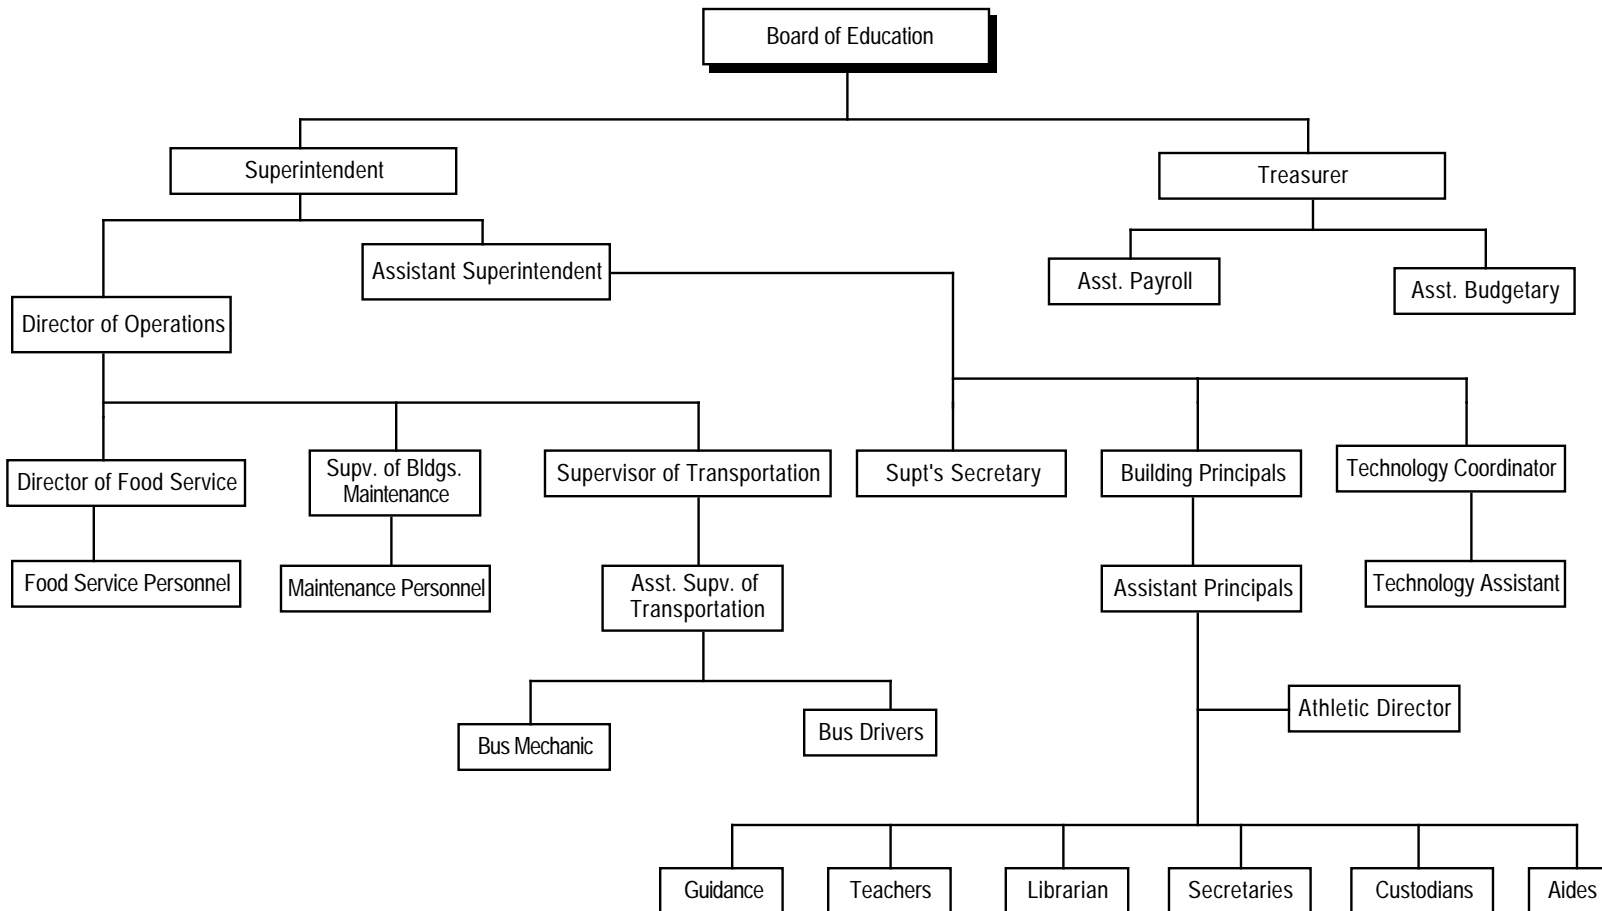 Board of Education
Superintendent
Treasurer
Assistant Superintendent
Asst. Payroll
Asst. Budgetary
Director of Operations
Director of Food Service
Supv. of Bldgs.
Maintenance
Supervisor of Transportation
Supt's Secretary
Building Principals
Technology Coordinator
Food Service Personnel
Maintenance Personnel
Asst. Supv. of
Transportation
Assistant Principals
Technology Assistant
Athletic Director
Bus Mechanic
Bus Drivers
Guidance
Teachers
Librarian
Secretaries
Custodians
Aides